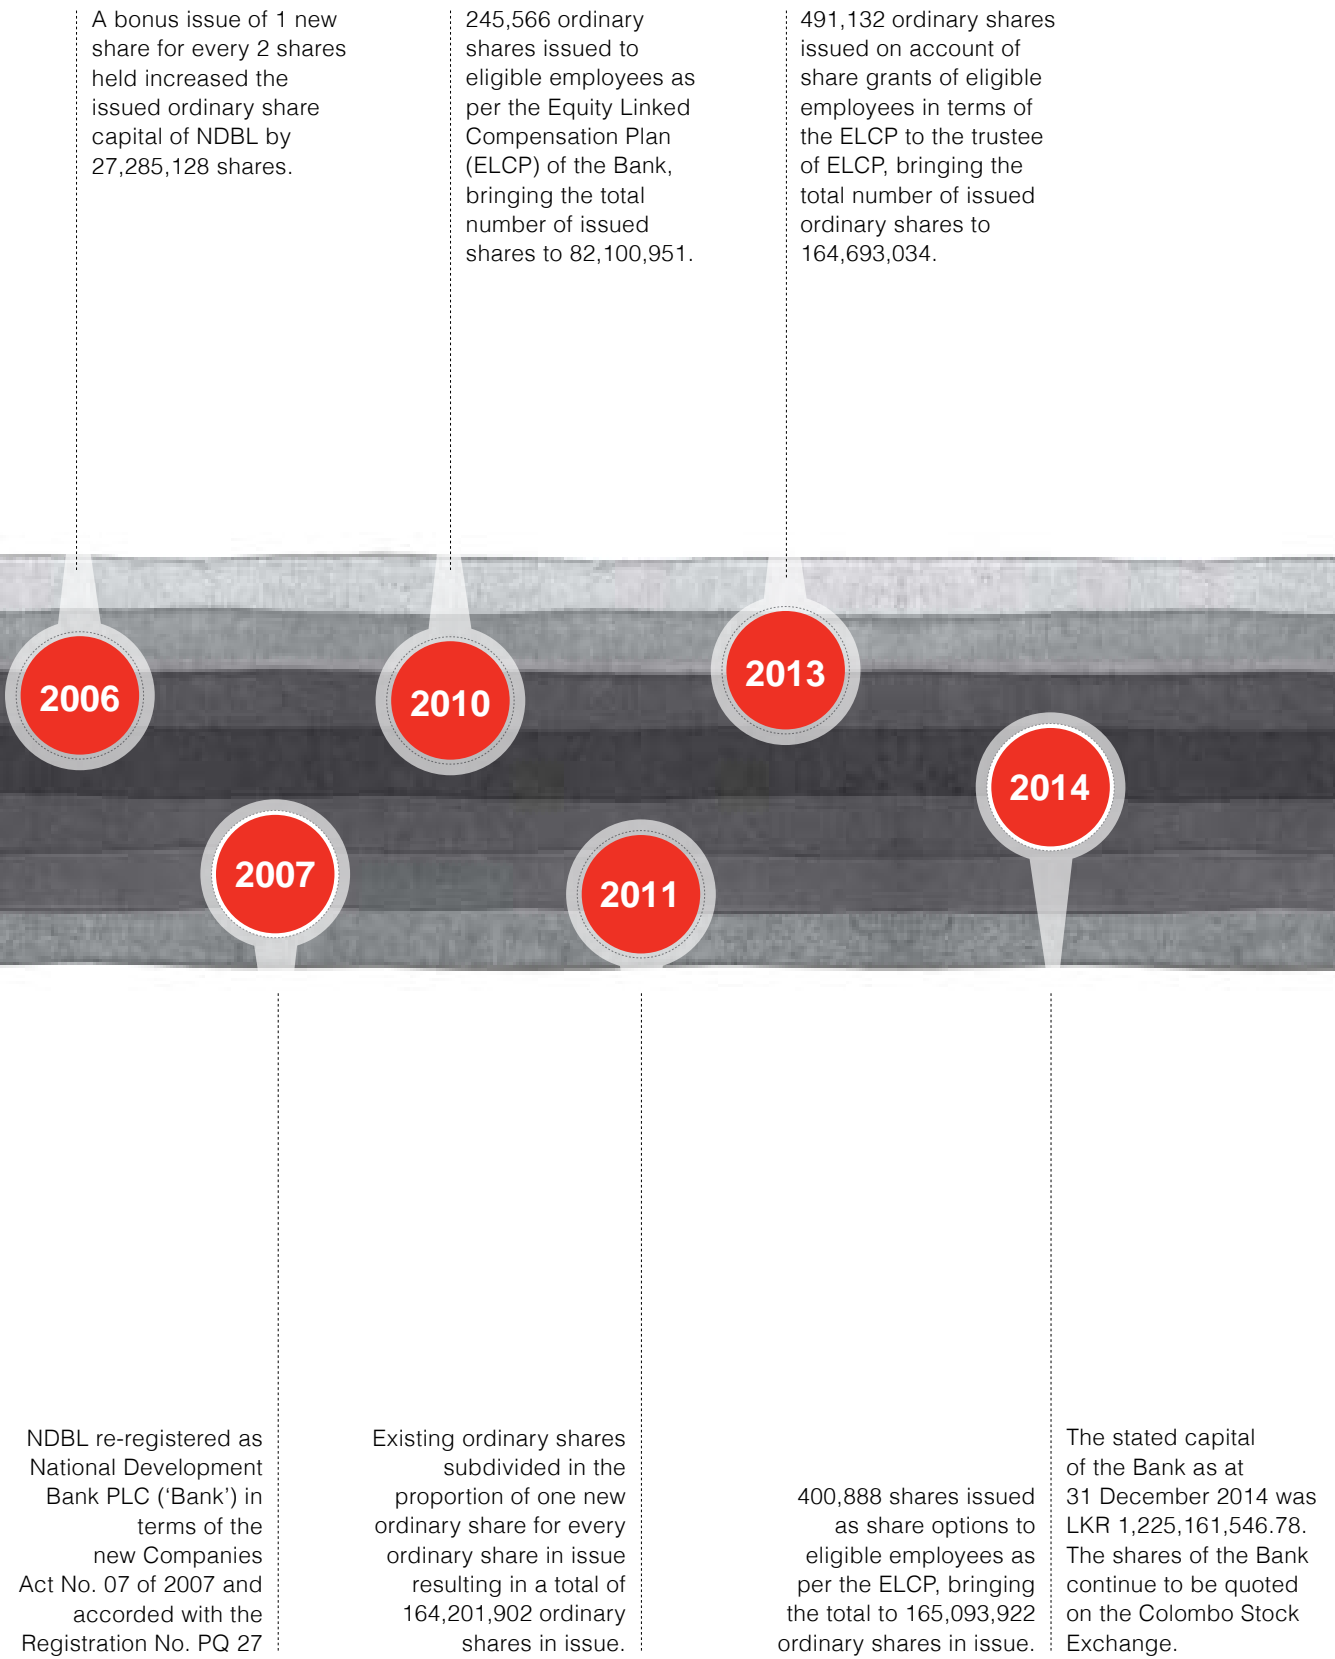 A bonus issue of 1 new
share for every 2 shares
held increased the
issued ordinary share
capital of NDBL by
27,285,128 shares.
245,566 ordinary
shares issued to
eligible employees as
per the Equity Linked
Compensation Plan
(ELCP) of the Bank,
bringing the total
number of issued
shares to 82,100,951.
491,132 ordinary shares
issued on account of
share grants of eligible
employees in terms of
the ELCP to the trustee
of ELCP, bringing the
total number of issued
ordinary shares to
164,693,034.
2006
2010
2013
2014
2007
2011
NDBL re-registered as
National Development
Bank PLC (‘Bank’) in
terms of the
new Companies
Act No. 07 of 2007 and
accorded with the
Registration No. PQ 27
Existing ordinary shares
subdivided in the
proportion of one new
ordinary share for every
ordinary share in issue
resulting in a total of
164,201,902 ordinary
shares in issue.
400,888 shares issued
as share options to
eligible employees as
per the ELCP, bringing
the total to 165,093,922
ordinary shares in issue.
The stated capital
of the Bank as at
31 December 2014 was
LKR 1,225,161,546.78.
The shares of the Bank
continue to be quoted
on the Colombo Stock
Exchange.